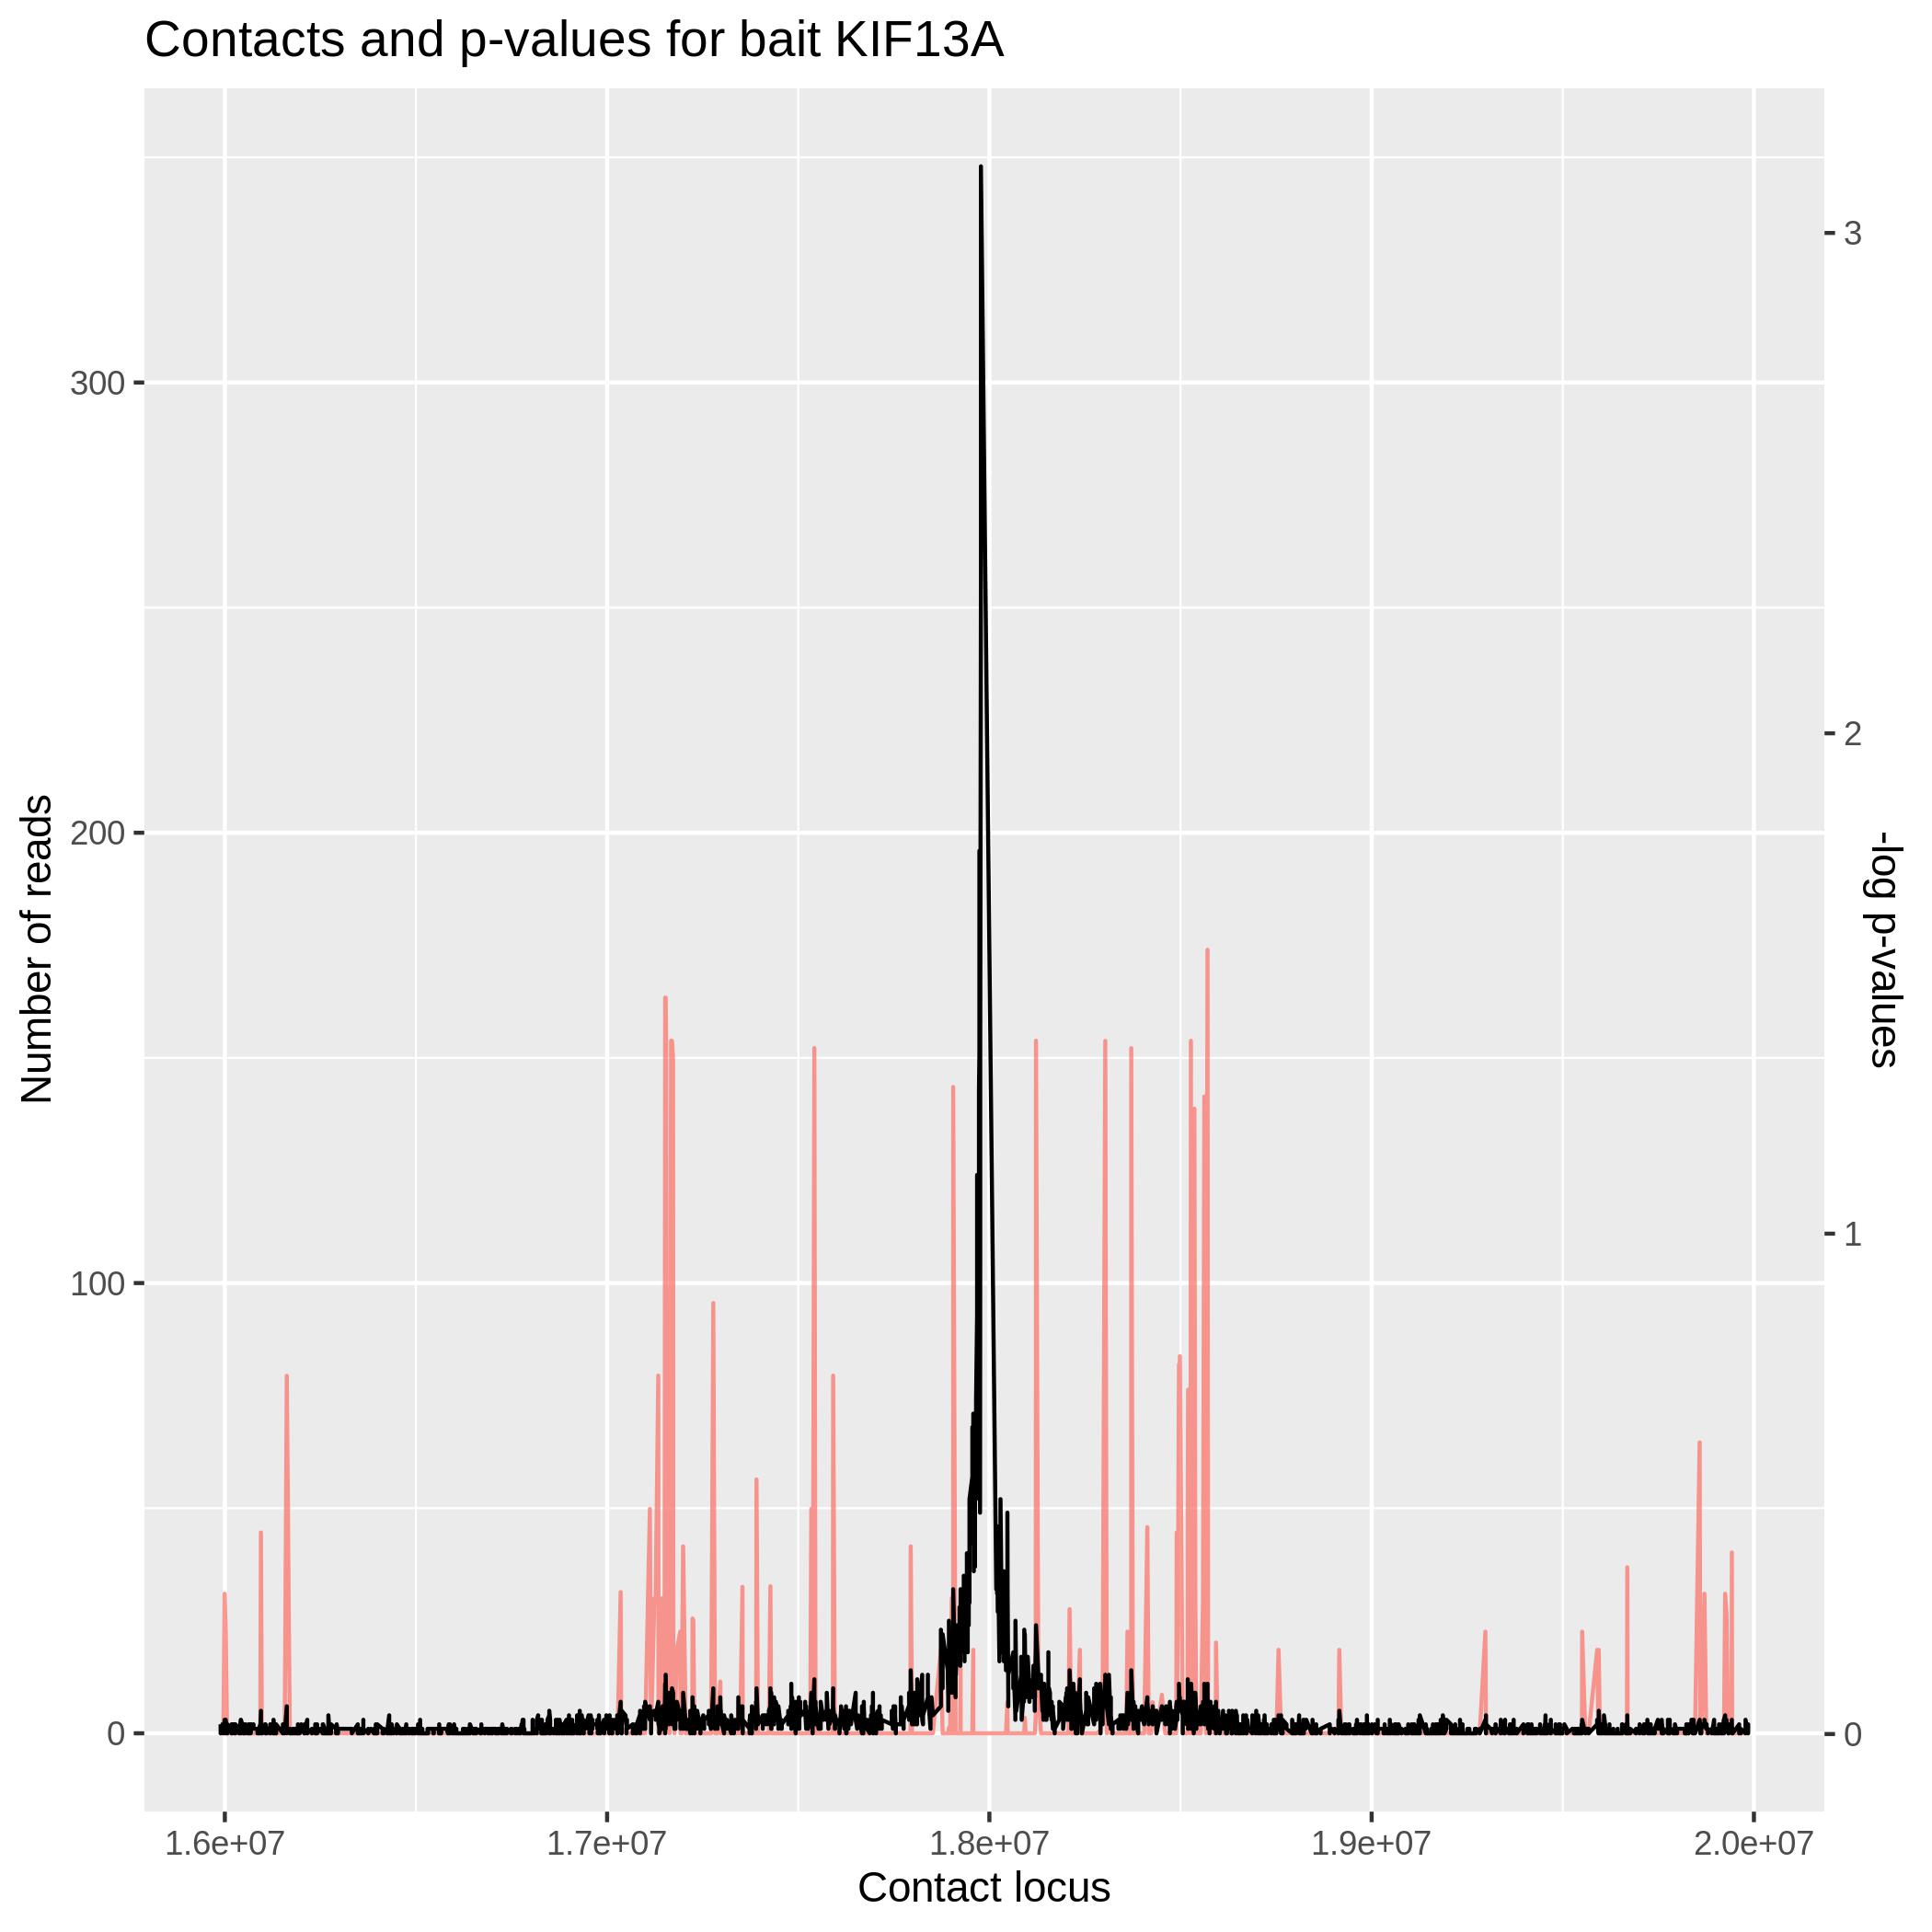 Contacts and p-values for bait KIF13A
Number of reads
300
200
100
0
3
2
1
0
-log p-values
1.6e+07 1.7e+07 1.8e+07 1.9e+07 2.0e+07
Contact locus